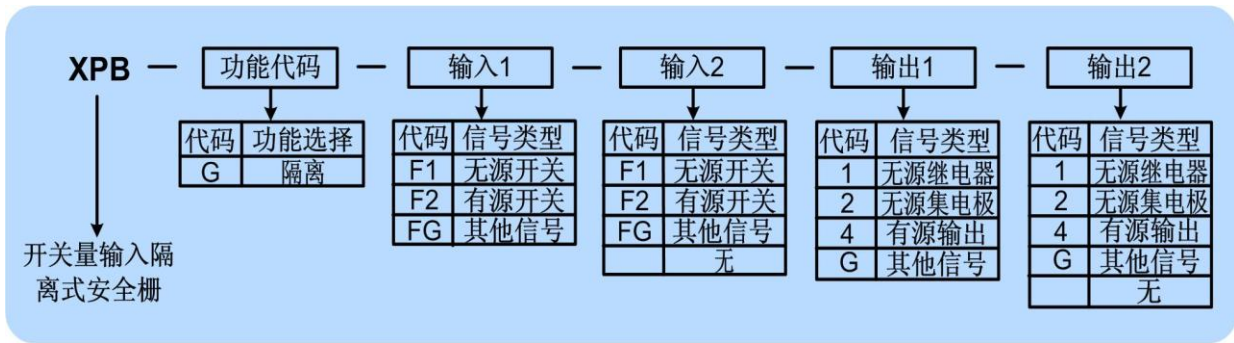 XPB — 功能代码 — 输入1 — 输入2 — 输出1 — 输出2
开关量输入隔
离式安全栅
代码 功能选择
G 隔离
代码 信号类型
F1 无源开关
F2 有源开关
FG 其他信号
代码 信号类型
F1 无源开关
F2 有源开关
FG 其他信号
无
代码 信号类型
1 无源继电器
2 无源集电极
4 有源输出
G 其他信号
代码 信号类型
1 无源继电器
2 无源集电极
4 有源输出
G 其他信号
无